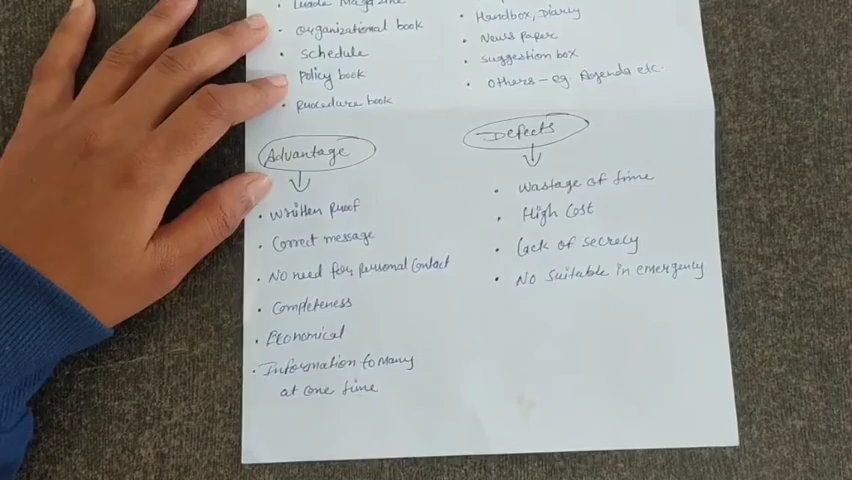 Magazine
Organizational book
Schedule
Policy book
Procedure book
Handbox, Diary
News paper
Suggestion box
Others - eg Agenda etc.
Advantage
Written proof
Correct message
No need for personal contact
Completeness
Economical
Information to many
at one time
Defects
Wastage of time
High Cost
Lack of secrecy
No suitable in emergency